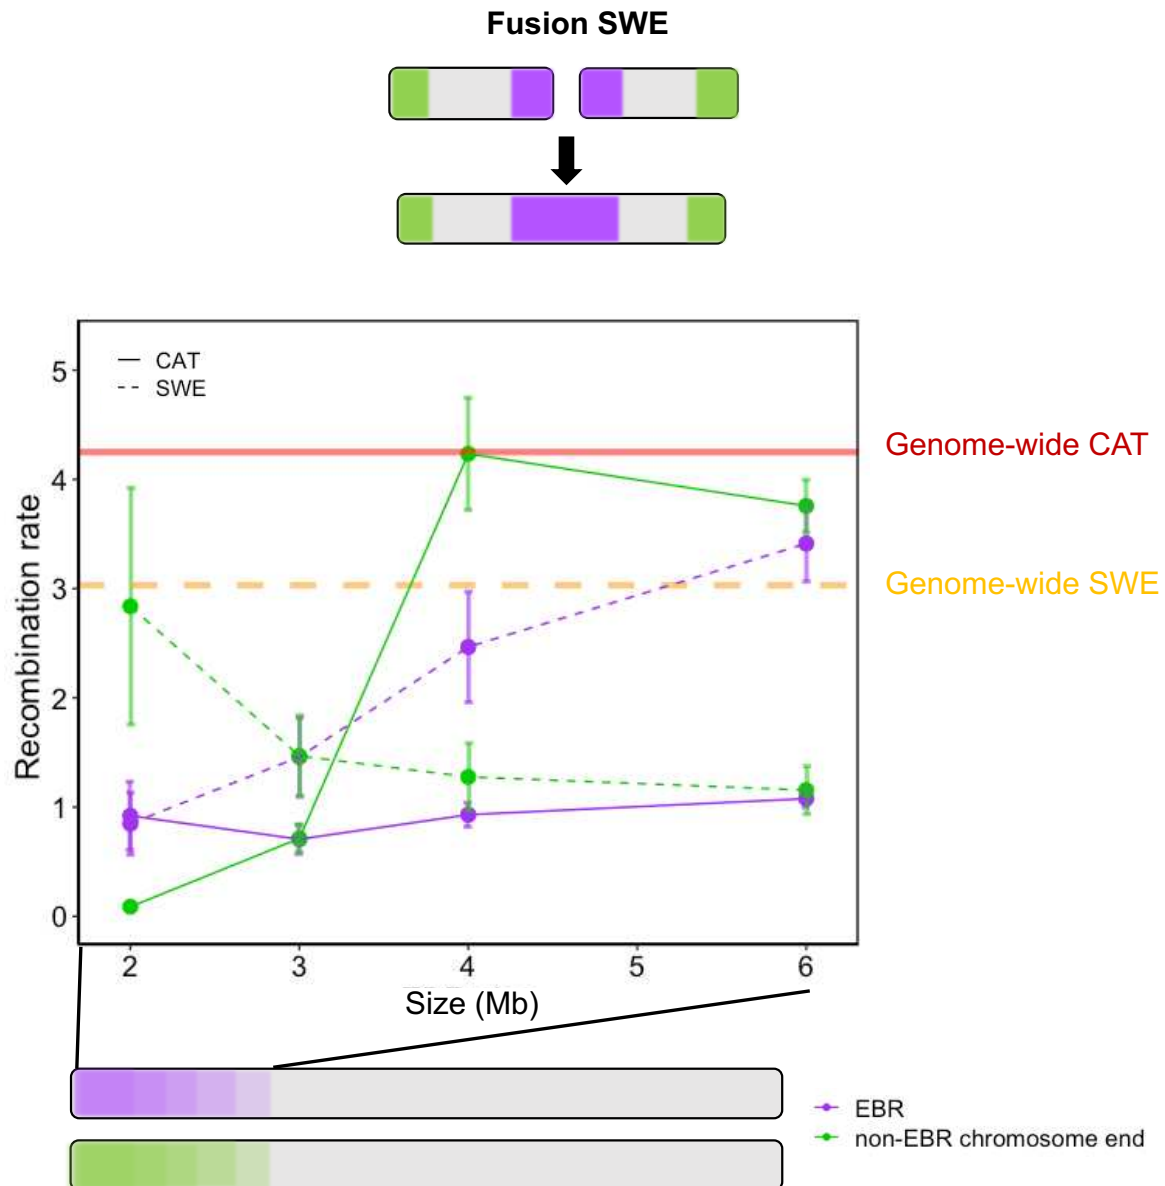 Fusion SWE
CAT
SWE
5
4
3
2
1
0
Recombination rate
Genome-wide CAT
Genome-wide SWE
2 3 4 5 6
Size (Mb)
EBR
non-EBR chromosome end